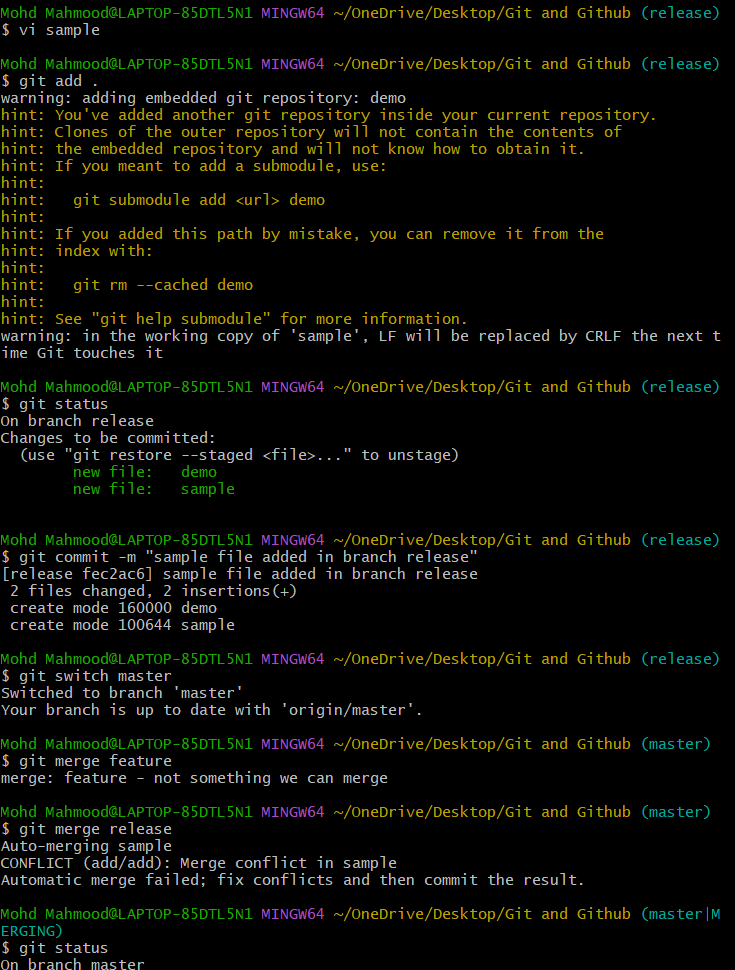 Mohd Mahmood@LAPTOP-85DTL5N1 MINGW64 ~/OneDrive/Desktop/Git and Github (release)
$ vi sample
Mohd Mahmood@LAPTOP-85DTL5N1 MINGW64 ~/OneDrive/Desktop/Git and Github (release)
$ git add .
warning: adding embedded git repository: demo
hint: You've added another git repository inside your current repository.
hint: Clones of the outer repository will not contain the contents of
hint: the embedded repository and will not know how to obtain it.
hint: If you meant to add a submodule, use:
hint:
hint:   git submodule add <url> demo
hint:
hint: If you added this path by mistake, you can remove it from the
hint: index with:
hint:
hint:   git rm --cached demo
hint:
hint: See "git help submodule" for more information.
warning: in the working copy of 'sample', LF will be replaced by CRLF the next t
ime Git touches it
Mohd Mahmood@LAPTOP-85DTL5N1 MINGW64 ~/OneDrive/Desktop/Git and Github (release)
$ git status
On branch release
Changes to be committed:
  (use "git restore --staged <file>..." to unstage)
        new file:   demo
        new file:   sample
Mohd Mahmood@LAPTOP-85DTL5N1 MINGW64 ~/OneDrive/Desktop/Git and Github (release)
$ git commit -m "sample file added in branch release"
[release fec2ac6] sample file added in branch release
 2 files changed, 2 insertions(+)
 create mode 160000 demo
 create mode 100644 sample
Mohd Mahmood@LAPTOP-85DTL5N1 MINGW64 ~/OneDrive/Desktop/Git and Github (release)
$ git switch master
Switched to branch 'master'
Your branch is up to date with 'origin/master'.
Mohd Mahmood@LAPTOP-85DTL5N1 MINGW64 ~/OneDrive/Desktop/Git and Github (master)
$ git merge feature
merge: feature - not something we can merge
Mohd Mahmood@LAPTOP-85DTL5N1 MINGW64 ~/OneDrive/Desktop/Git and Github (master)
$ git merge release
Auto-merging sample
CONFLICT (add/add): Merge conflict in sample
Automatic merge failed; fix conflicts and then commit the result.
Mohd Mahmood@LAPTOP-85DTL5N1 MINGW64 ~/OneDrive/Desktop/Git and Github (master|M
ERGING)
$ git status
On branch master